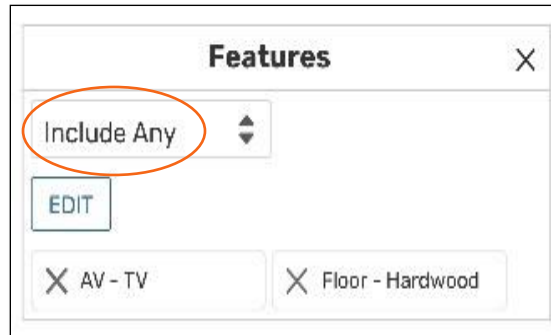 Features
Include Any
EDIT
AV - TV
Floor - Hardwood